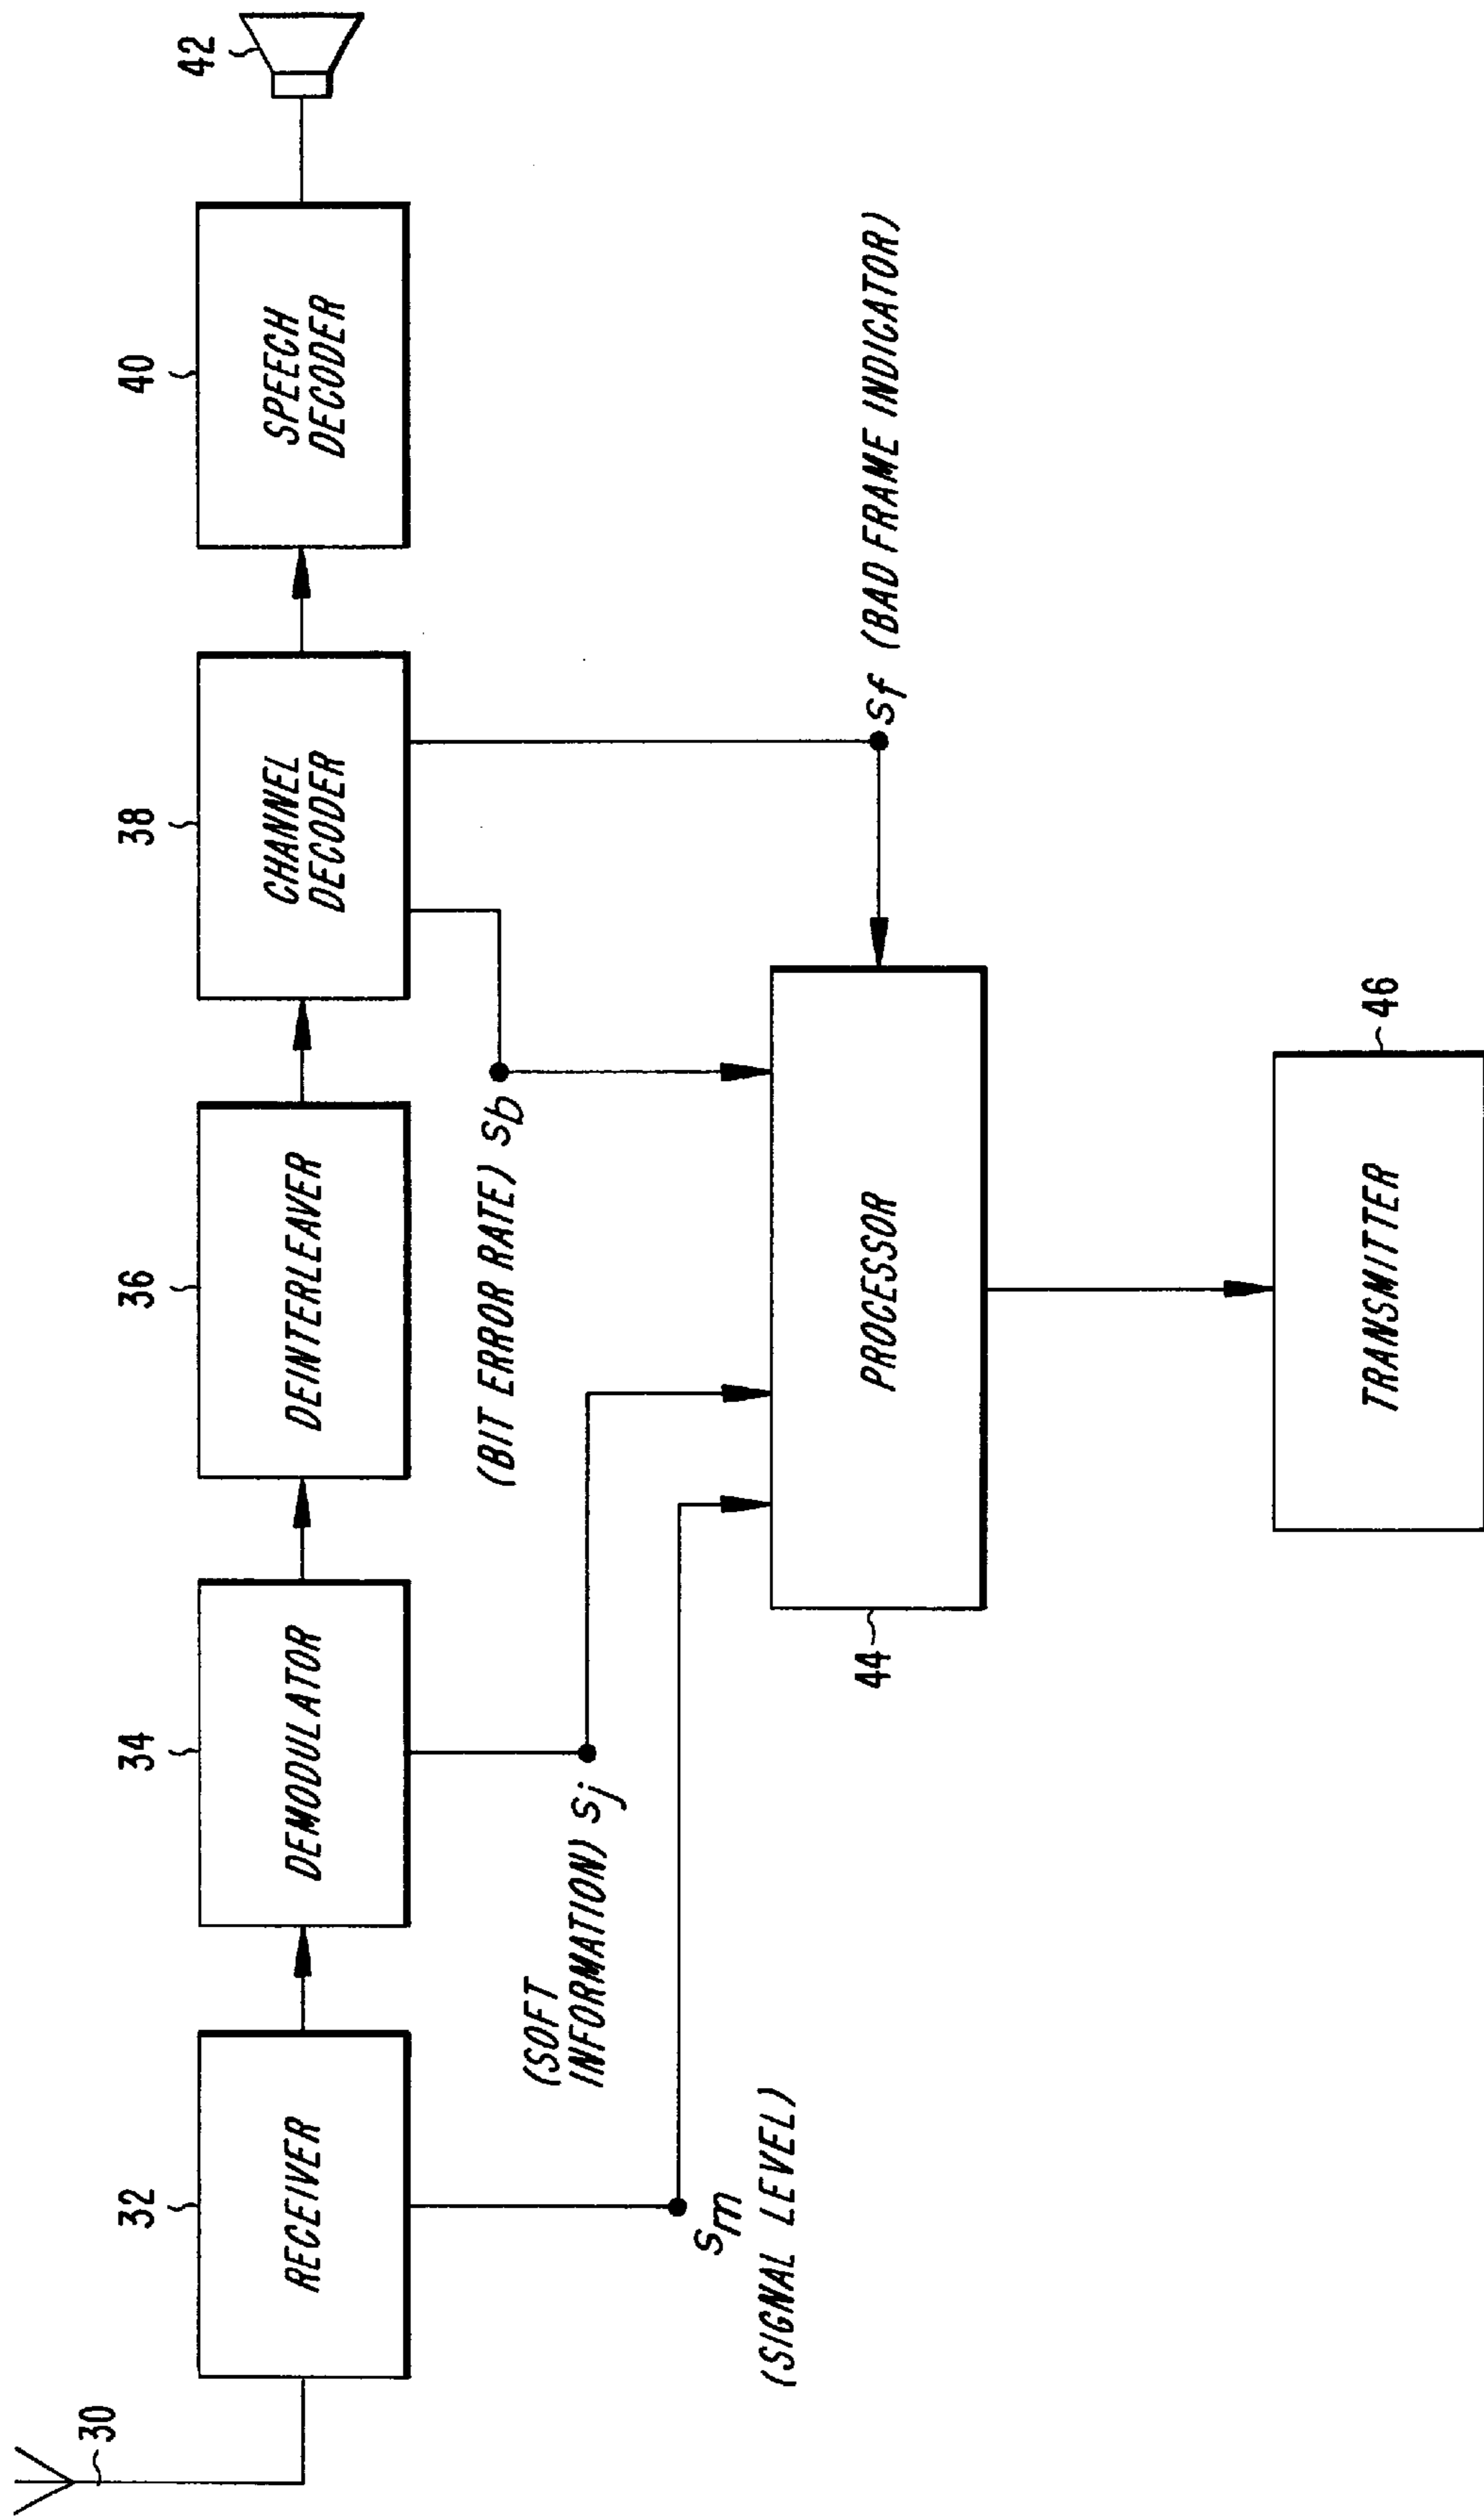 30
32
34
36
38
40
42
RECEIVER
DEMODULATOR
DEINTERLEAVER
CHANNEL
DECODER
SPEECH
DECODER
(BIT ERROR RATE) sb
(SOFT
INFORMATION) sj
sm
(SIGNAL LEVEL)
sf (BAD FRAME INDICATOR)
44
PROCESSOR
46
TRANSMITTER